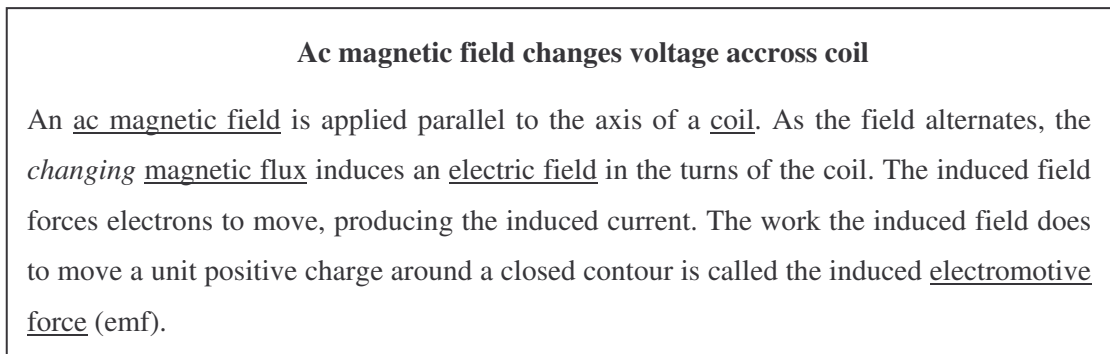 Ac magnetic field changes voltage accross coil
An ac magnetic field is applied parallel to the axis of a coil. As the field alternates, the
changing magnetic flux induces an electric field in the turns of the coil. The induced field
forces electrons to move, producing the induced current. The work the induced field does
to move a unit positive charge around a closed contour is called the induced electromotive
force (emf).